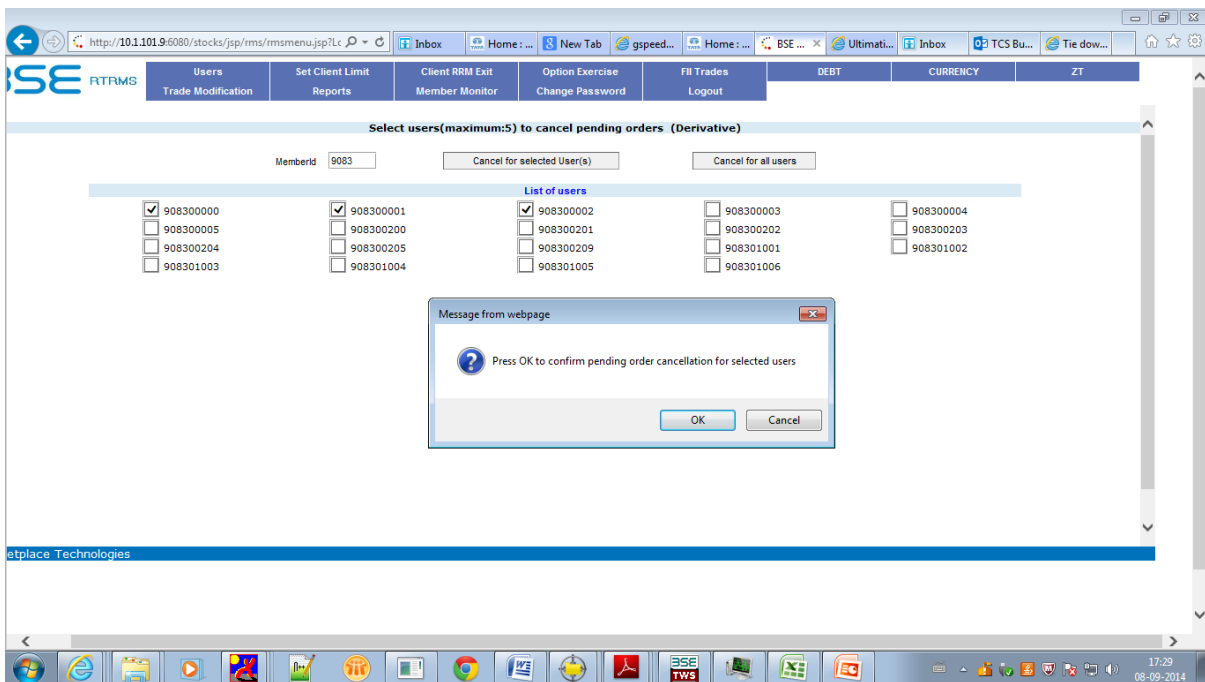 http://10.1.101.9:6080/stocks/jsp/rms/rmsmenu.jsp?Lc
Inbox
Home : ...
New Tab
gspeed...
Home : ...
BSE ...
Ultimati...
Inbox
TCS Bu...
Tie dow...
BSE RTRMS
Users Set Client Limit Client RRM Exit Option Exercise FII Trades DEBT CURRENCY ZT
Trade Modification Reports Member Monitor Change Password Logout
Select users(maximum:5) to cancel pending orders (Derivative)
MemberId 9083 Cancel for selected User(s) Cancel for all users
List of users
908300000 908300001 908300002 908300003 908300004
908300005 908300200 908300201 908300202 908300203
908300204 908300205 908300209 908301001 908301002
908301003 908301004 908301005 908301006
Message from webpage
Press OK to confirm pending order cancellation for selected users
OK Cancel
etplace Technologies
BSE
TWS
17:29
08-09-2014